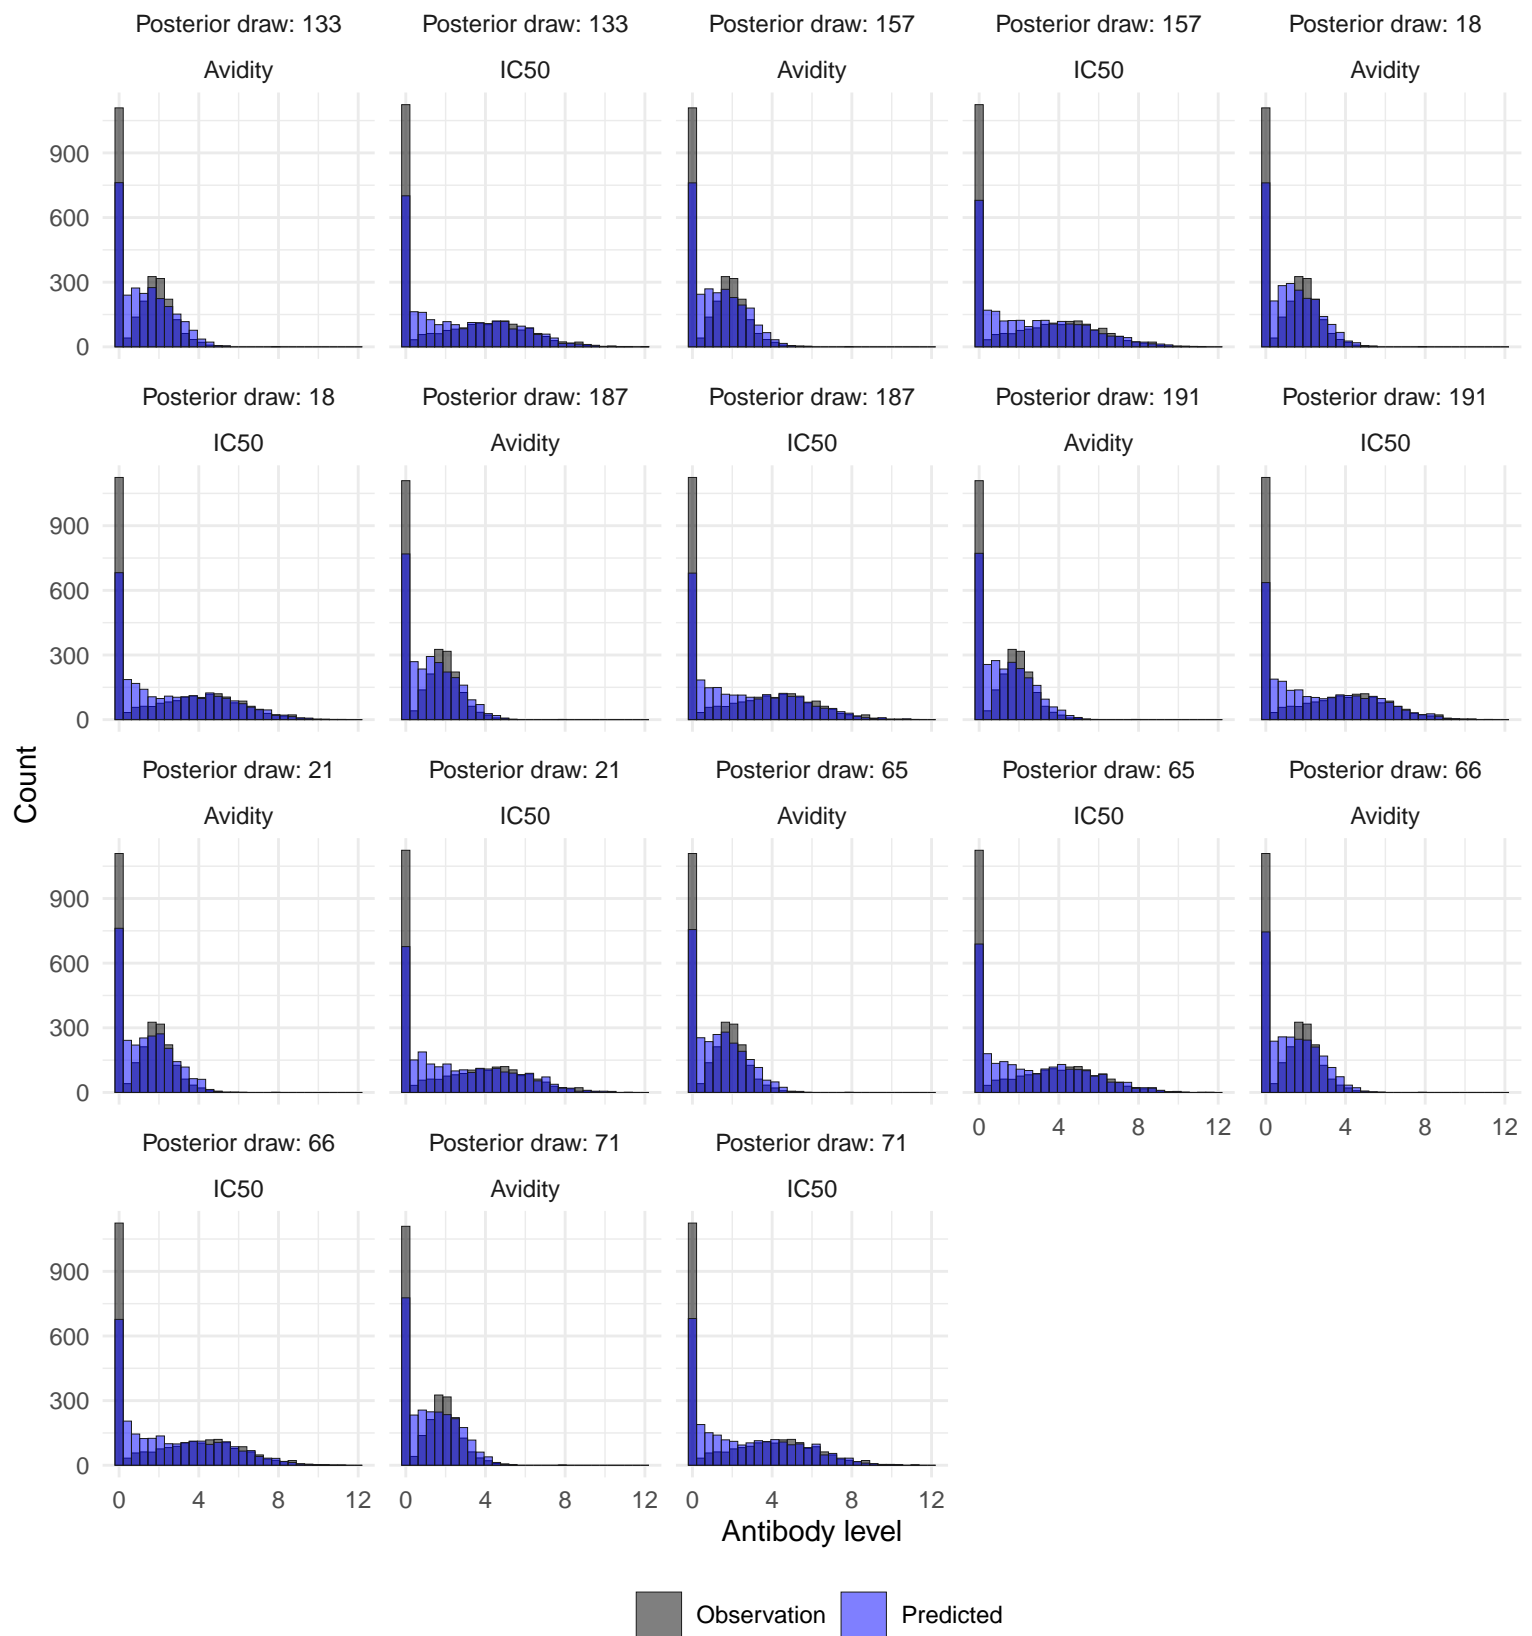 Posterior draw: 133 Posterior draw: 133 Posterior draw: 157 Posterior draw: 157 Posterior draw: 18
Avidity IC50 Avidity IC50 Avidity
900
600
300
0
Posterior draw: 18 Posterior draw: 187 Posterior draw: 187 Posterior draw: 191 Posterior draw: 191
IC50 Avidity IC50 Avidity IC50
900
600
300
0
Count
Posterior draw: 21 Posterior draw: 21 Posterior draw: 65 Posterior draw: 65 Posterior draw: 66
Avidity IC50 Avidity IC50 Avidity
900
600
300
0
0 4 8 12 0 4 8 12
Posterior draw: 66 Posterior draw: 71 Posterior draw: 71
IC50 Avidity IC50
900
600
300
0
0 4 8 12 0 4 8 12 0 4 8 12
Antibody level
Observation Predicted